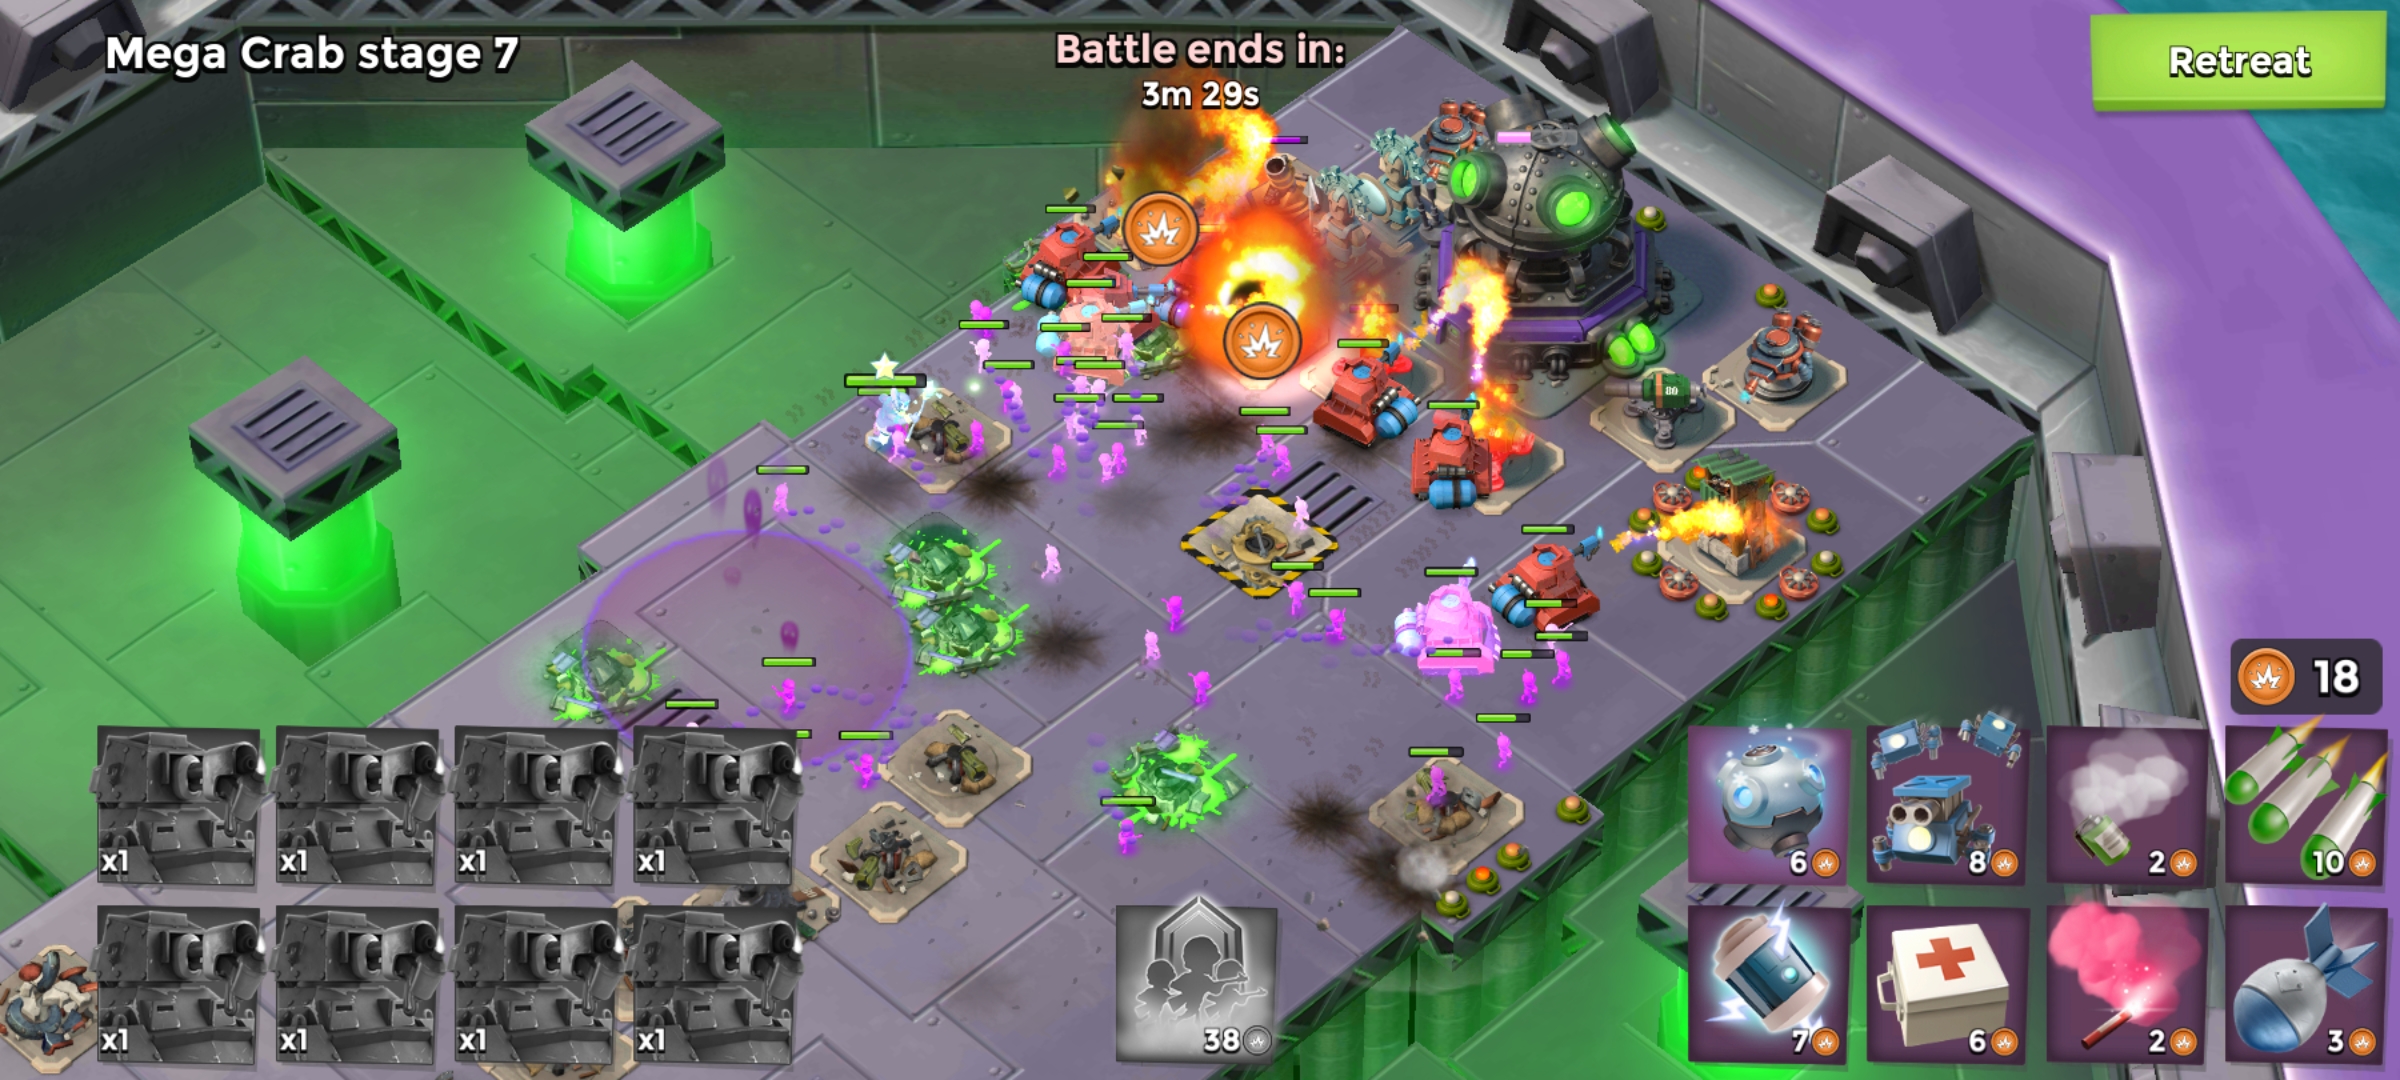 Mega Crab stage 7
Battle ends in:
3m 29s
Retreat
80
18
x1 x1 x1 x1
6 8 2 10
x1 x1 x1 x1
38
7 6 2 3